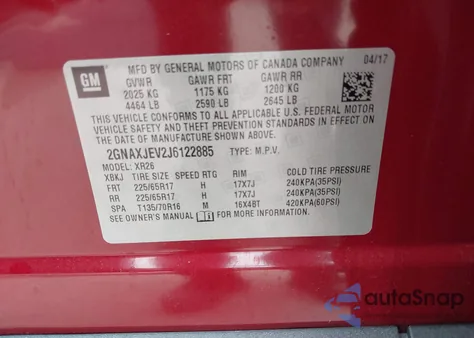 GM
MFD BY GENERAL MOTORS OF CANADA COMPANY 04/17
GVWR GAWR FRT GAWR RR
2025 KG 1175 KG 1200 KG
4464 LB 2590 LB 2645 LB
THIS VEHICLE CONFORMS TO ALL APPLICABLE U.S. FEDERAL MOTOR
VEHICLE SAFETY, BUMPER, AND THEFT PREVENTION STANDARDS IN EFFECT ON
THE DATE OF MANUFACTURE SHOWN ABOVE.
2GNAXJEV2J6122885 TYPE: M.P.V.
MODEL: XR26
XBKJ TIRE SIZE SPEED RTG RIM COLD TIRE PRESSURE
FRT 225/65R17 H 17X7J 240KPA(35PSI)
RR 225/65R17 H 17X7J 240KPA(35PSI)
SPA T135/70R16 M 16X4BT 420KPA(60PSI)
SEE OWNER'S MANUAL FOR MORE INFORMATION
autoSnap